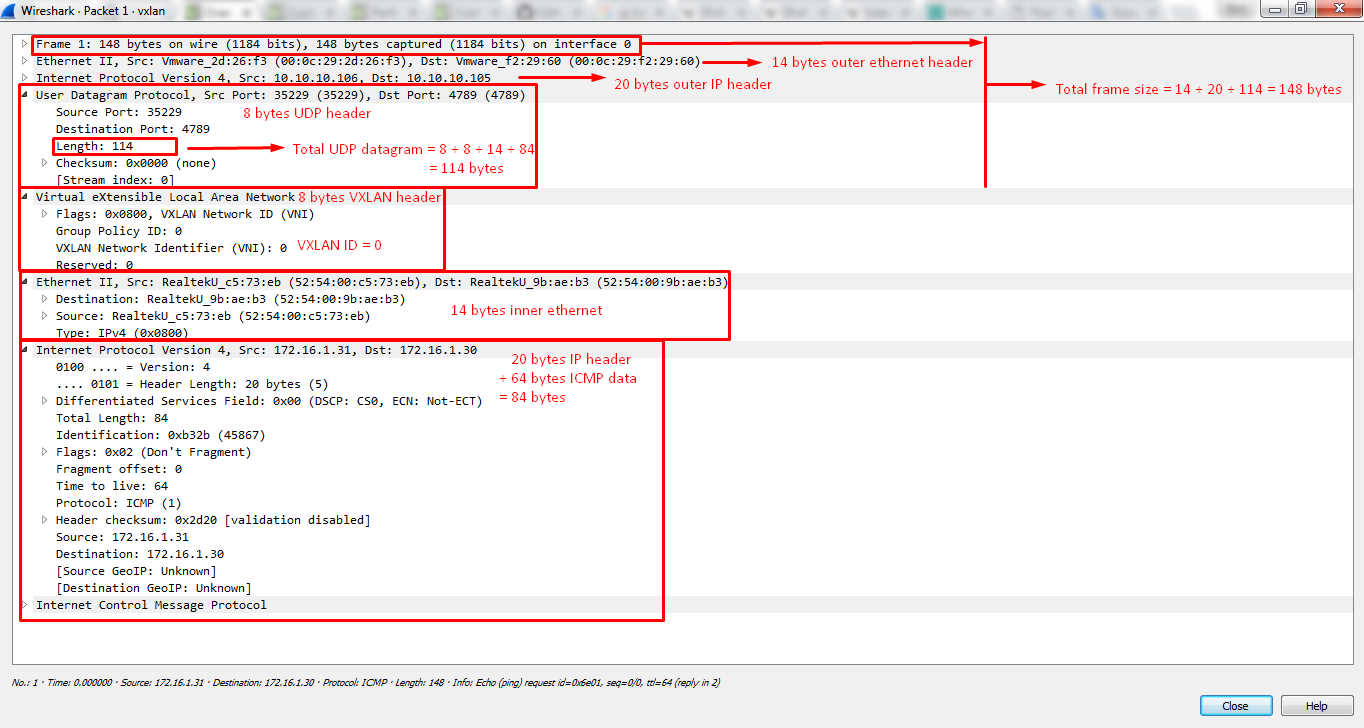 Wireshark · Packet 1 · vxlan
Frame 1: 148 bytes on wire (1184 bits), 148 bytes captured (1184 bits) on interface 0
Ethernet II, Src: Vmware_2d:26:f3 (00:0c:29:2d:26:f3), Dst: Vmware_f2:29:60 (00:0c:29:f2:29:60) 14 bytes outer ethernet header
Internet Protocol Version 4, Src: 10.10.10.106, Dst: 10.10.10.105 20 bytes outer IP header
Total frame size = 14 + 20 + 114 = 148 bytes
User Datagram Protocol, Src Port: 35229 (35229), Dst Port: 4789 (4789)
Source Port: 35229 8 bytes UDP header
Destination Port: 4789
Length: 114 Total UDP datagram = 8 + 8 + 14 + 84
Checksum: 0x0000 (none) = 114 bytes
[Stream index: 0]
Virtual eXtensible Local Area Network 8 bytes VXLAN header
Flags: 0x0800, VXLAN Network ID (VNI)
Group Policy ID: 0
VXLAN Network Identifier (VNI): 0 VXLAN ID = 0
Reserved: 0
Ethernet II, Src: RealtekU_c5:73:eb (52:54:00:c5:73:eb), Dst: RealtekU_9b:ae:b3 (52:54:00:9b:ae:b3)
Destination: RealtekU_9b:ae:b3 (52:54:00:9b:ae:b3)
Source: RealtekU_c5:73:eb (52:54:00:c5:73:eb) 14 bytes inner ethernet
Type: IPv4 (0x0800)
Internet Protocol Version 4, Src: 172.16.1.31, Dst: 172.16.1.30
20 bytes IP header
0100 .... = Version: 4
.... 0101 = Header Length: 20 bytes (5) + 64 bytes ICMP data
Differentiated Services Field: 0x00 (DSCP: CS0, ECN: Not-ECT) = 84 bytes
Total Length: 84
Identification: 0xb32b (45867)
Flags: 0x02 (Don't Fragment)
Fragment offset: 0
Time to live: 64
Protocol: ICMP (1)
Header checksum: 0x2d20 [validation disabled]
Source: 172.16.1.31
Destination: 172.16.1.30
[Source GeoIP: Unknown]
[Destination GeoIP: Unknown]
Internet Control Message Protocol
No.: 1 · Time: 0.000000 · Source: 172.16.1.31 · Destination: 172.16.1.30 · Protocol: ICMP · Length: 148 · Info: Echo (ping) request id=0x6e01, seq=0/0, ttl=64 (reply in 2)
Close Help